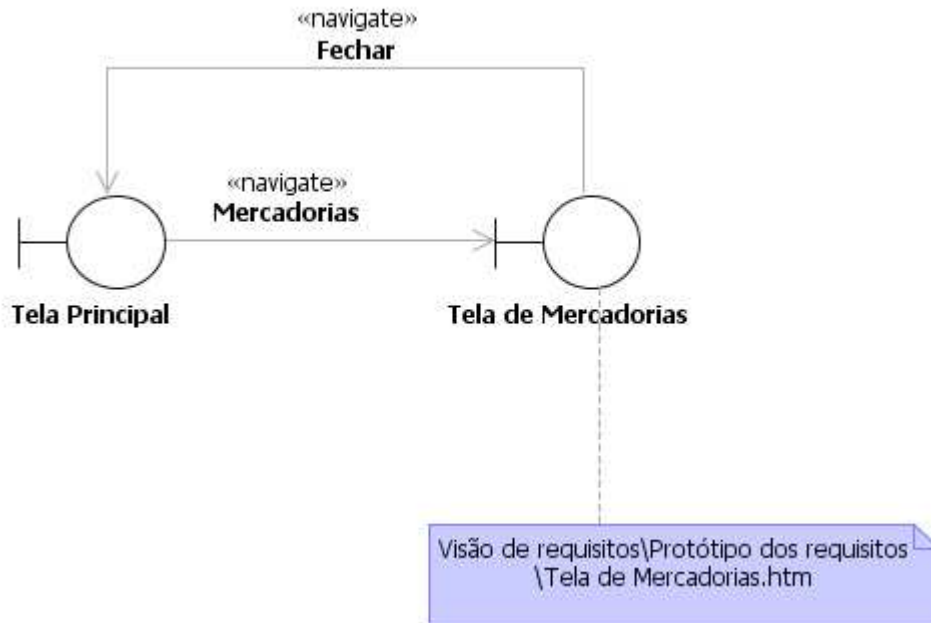 «navigate»
Fechar
«navigate»
Mercadorias
Tela Principal
Tela de Mercadorias
Visão de requisitos\Protótipo dos requisitos
\Tela de Mercadorias.htm